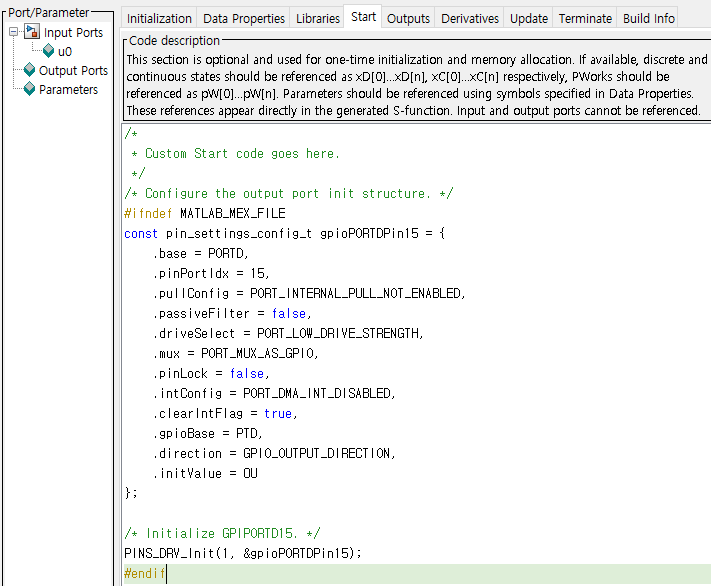 Port/Parameter
Input Ports
u0
Output Ports
Parameters
Initialization Data Properties Libraries Start Outputs Derivatives Update Terminate Build Info
Code description
This section is optional and used for one-time initialization and memory allocation. If available, discrete and
continuous states should be referenced as xD[0]...xD[n], xC[0]...xC[n] respectively, PWorks should be
referenced as pW[0]...pW[n]. Parameters should be referenced using symbols specified in Data Properties.
These references appear directly in the generated S-function. Input and output ports cannot be referenced.
/*
* Custom Start code goes here.
*/
/* Configure the output port init structure. */
#ifndef MATLAB_MEX_FILE
const pin_settings_config_t gpioPORTDPin15 = {
.base = PORTD,
.pinPortIdx = 15,
.pullConfig = PORT_INTERNAL_PULL_NOT_ENABLED,
.passiveFilter = false,
.driveSelect = PORT_LOW_DRIVE_STRENGTH,
.mux = PORT_MUX_AS_GPIO,
.pinLock = false,
.intConfig = PORT_DMA_INT_DISABLED,
.clearIntFlag = true,
.gpioBase = PTD,
.direction = GPIO_OUTPUT_DIRECTION,
.initValue = 0U
};
/* Initialize GPIPORTD15. */
PINS_DRV_Init(1, &gpioPORTDPin15);
#endif